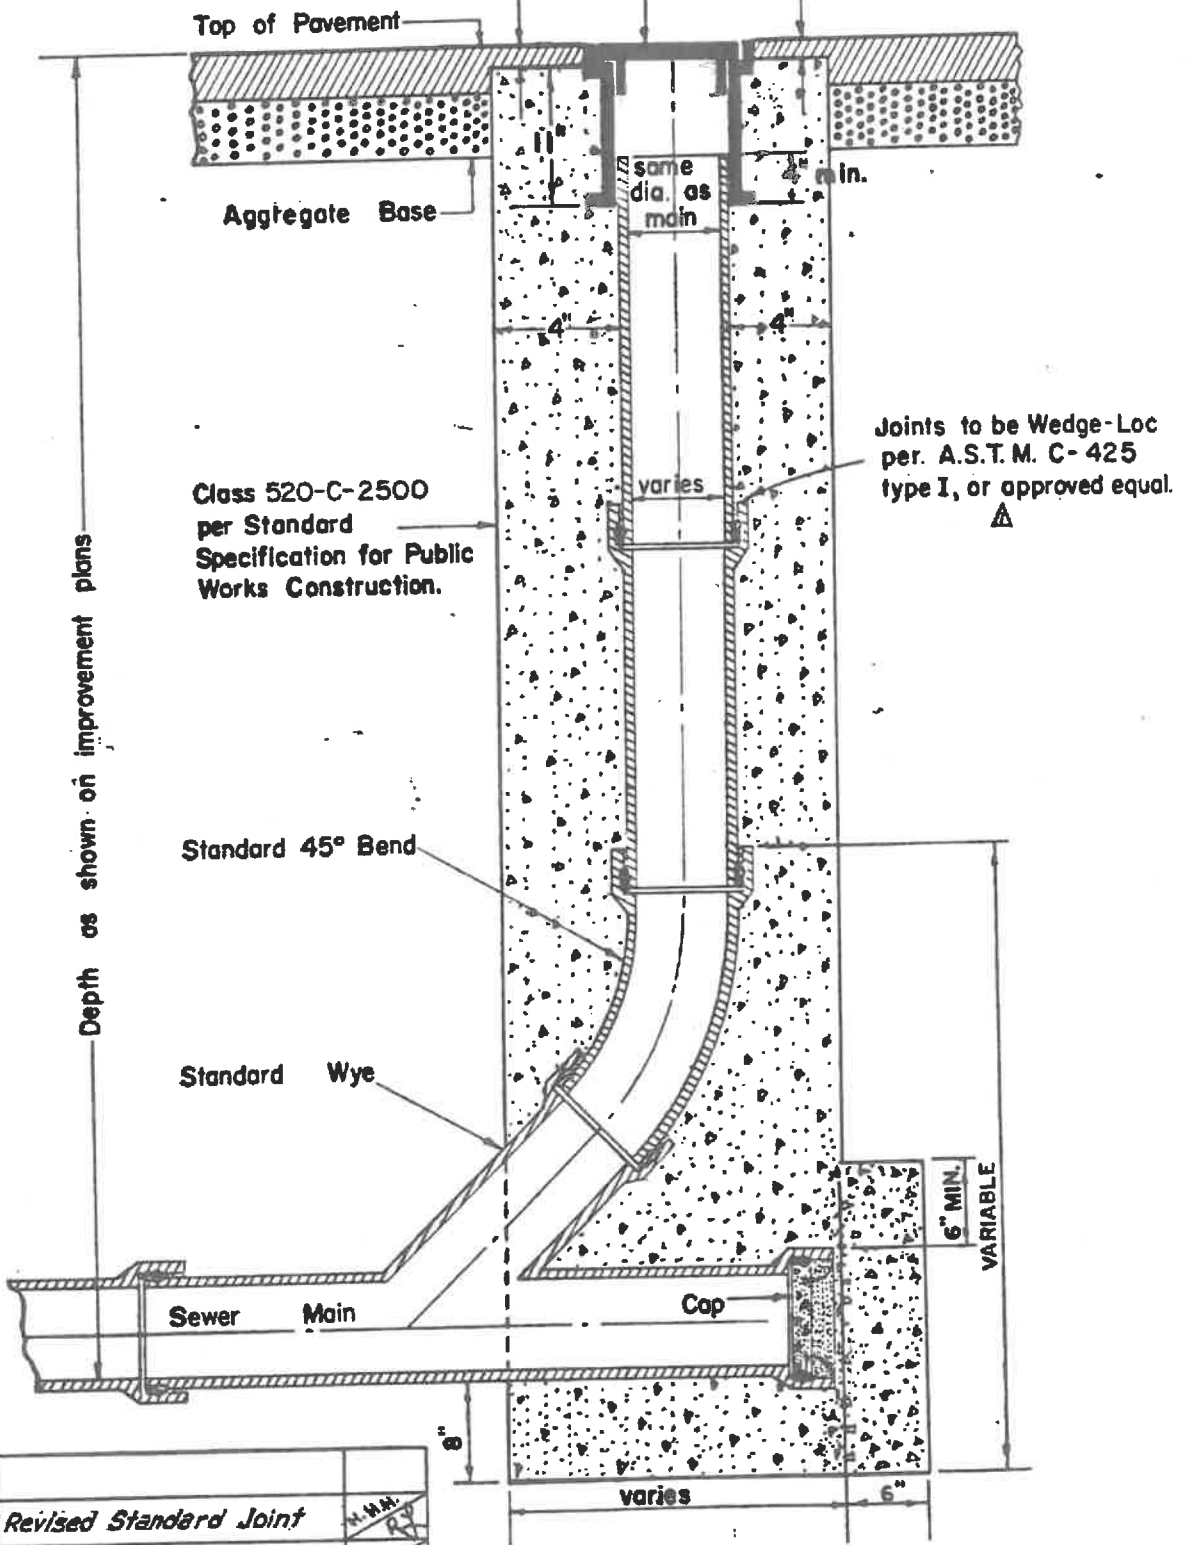 Top of Pavement
11"
same
dia. as
main
4" min.
Aggregate Base
4"
4"
Joints to be Wedge-Loc
per. A.S.T.M. C-425
type I, or approved equal.
varies
Class 520-C-2500
per Standard
Specification for Public
Works Construction.
Depth as shown on improvement plans
Standard 45° Bend
Standard Wye
6" MIN.
VARIABLE
Sewer Main
Cap
8"
varies
6"
Revised Standard Joint
H.W.H.